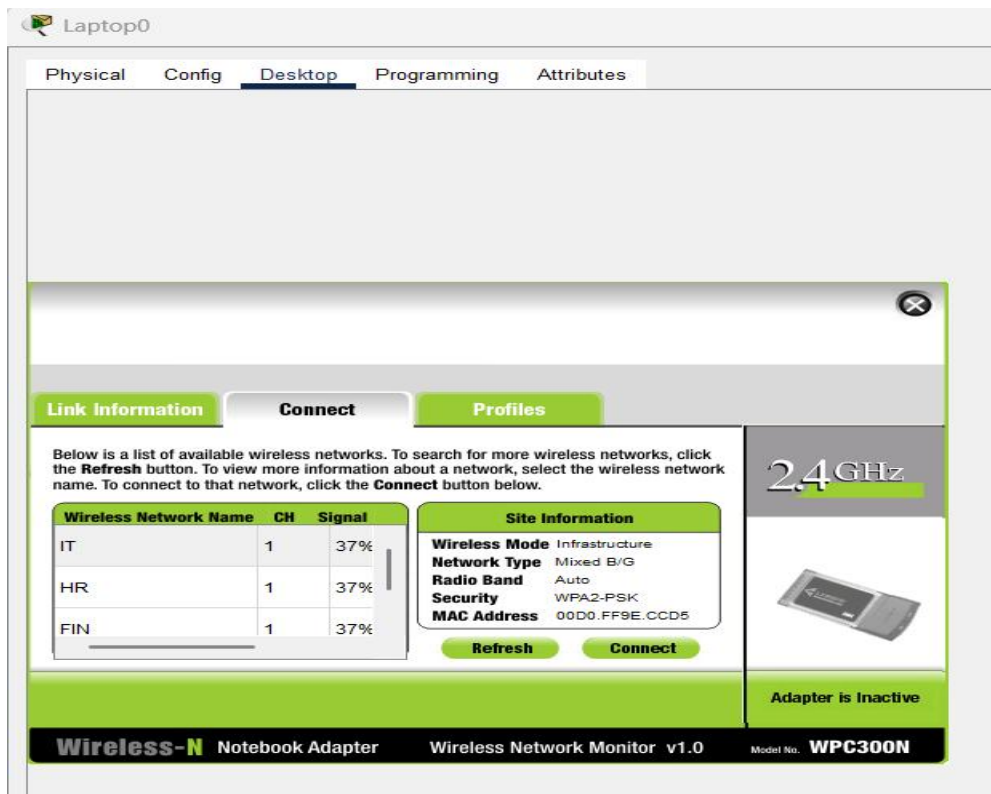 Laptop0
Physical Config Desktop Programming Attributes
Link Information Connect Profiles
Below is a list of available wireless networks. To search for more wireless networks, click
the Refresh button. To view more information about a network, select the wireless network
name. To connect to that network, click the Connect button below.
2.4GHz
Wireless Network Name CH Signal
IT 1 37%
HR 1 37%
FIN 1 37%
Site Information
Wireless Mode Infrastructure
Network Type Mixed B/G
Radio Band Auto
Security WPA2-PSK
MAC Address 00D0.FF9E.CCD5
Refresh Connect
Adapter is Inactive
Wireless-N Notebook Adapter Wireless Network Monitor v1.0 Model No. WPC300N